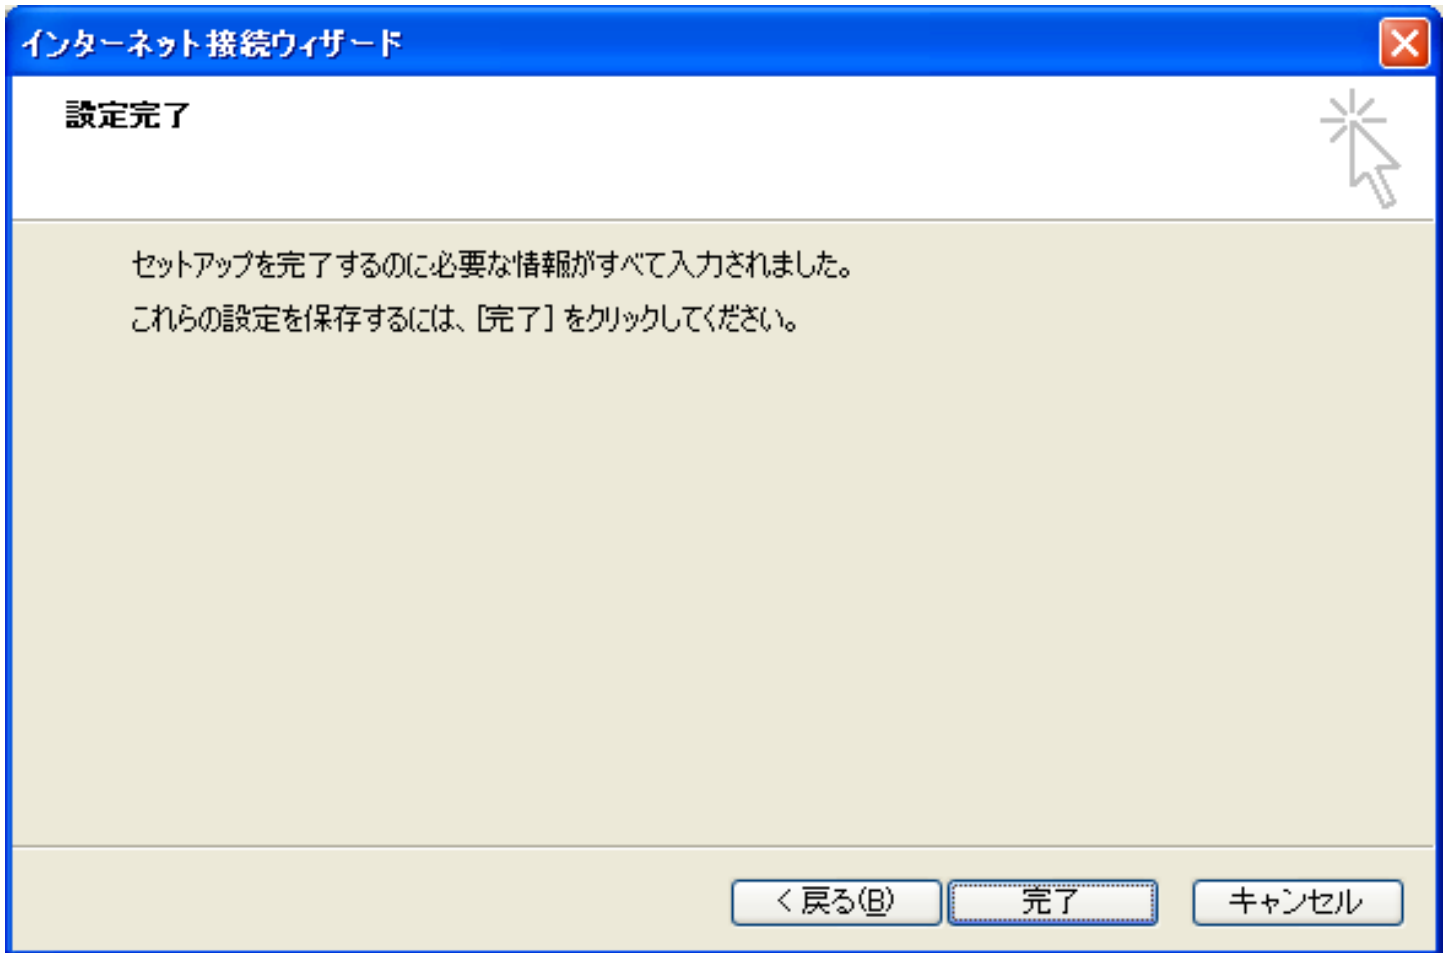 インターネット接続ウィザード
設定完了
セットアップを完了するのに必要な情報がすべて入力されました。
これらの設定を保存するには、[完了] をクリックしてください。
< 戻る(B)
完了
キャンセル